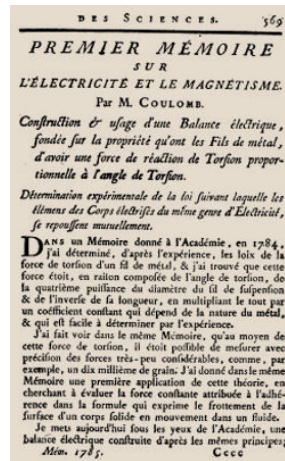 DES SCIENCES. 569
PREMIER MÉMOIRE
SUR
L'ÉLECTRICITÉ ET LE MAGNÉTISME.
Par M. COULOMB.
Conſtruction & uſage d'une Balance électrique,
fondée ſur la propriété qu'ont les Fils de métal,
d'avoir une force de réaction de Torſion propor-
tionnelle à l'angle de Torſion.
Détermination expérimentale de la loi ſuivant laquelle les
élémens des Corps électriſés du même genre d'Électricité,
ſe repouſſent mutuellement.
DANS un Mémoire donné à l'Académie, en 1784,
j'ai déterminé, d'après l'expérience, les loix de la
force de torſion d'un fil de métal, & j'ai trouvé que cette
force étoit, en raiſon compoſée de l'angle de torſion, de
la quatrième puiſſance du diamètre du fil de ſuſpenſion
& de l'inverſe de ſa longueur, en multipliant le tout par
un coëfficient conſtant qui dépend de la nature du métal,
& qui eſt facile à déterminer par l'expérience.
J'ai fait voir dans le même Mémoire, qu'au moyen de
cette force de torſion, il étoit poſſible de meſurer avec
préciſion des forces très-peu conſidérables, comme, par
exemple, un dix millième de grain. J'ai donné dans le même
Mémoire une première application de cette théorie, en
cherchant à évaluer la force conſtante attribuée à l'adhé-
rence dans la formule qui exprime le frottement de la
ſurface d'un corps ſolide en mouvement dans un fluide.
Je mets aujourd'hui ſous les yeux de l'Académie, une
balance électrique conſtruite d'après les mêmes principes;
Mém. 1785. Cccc